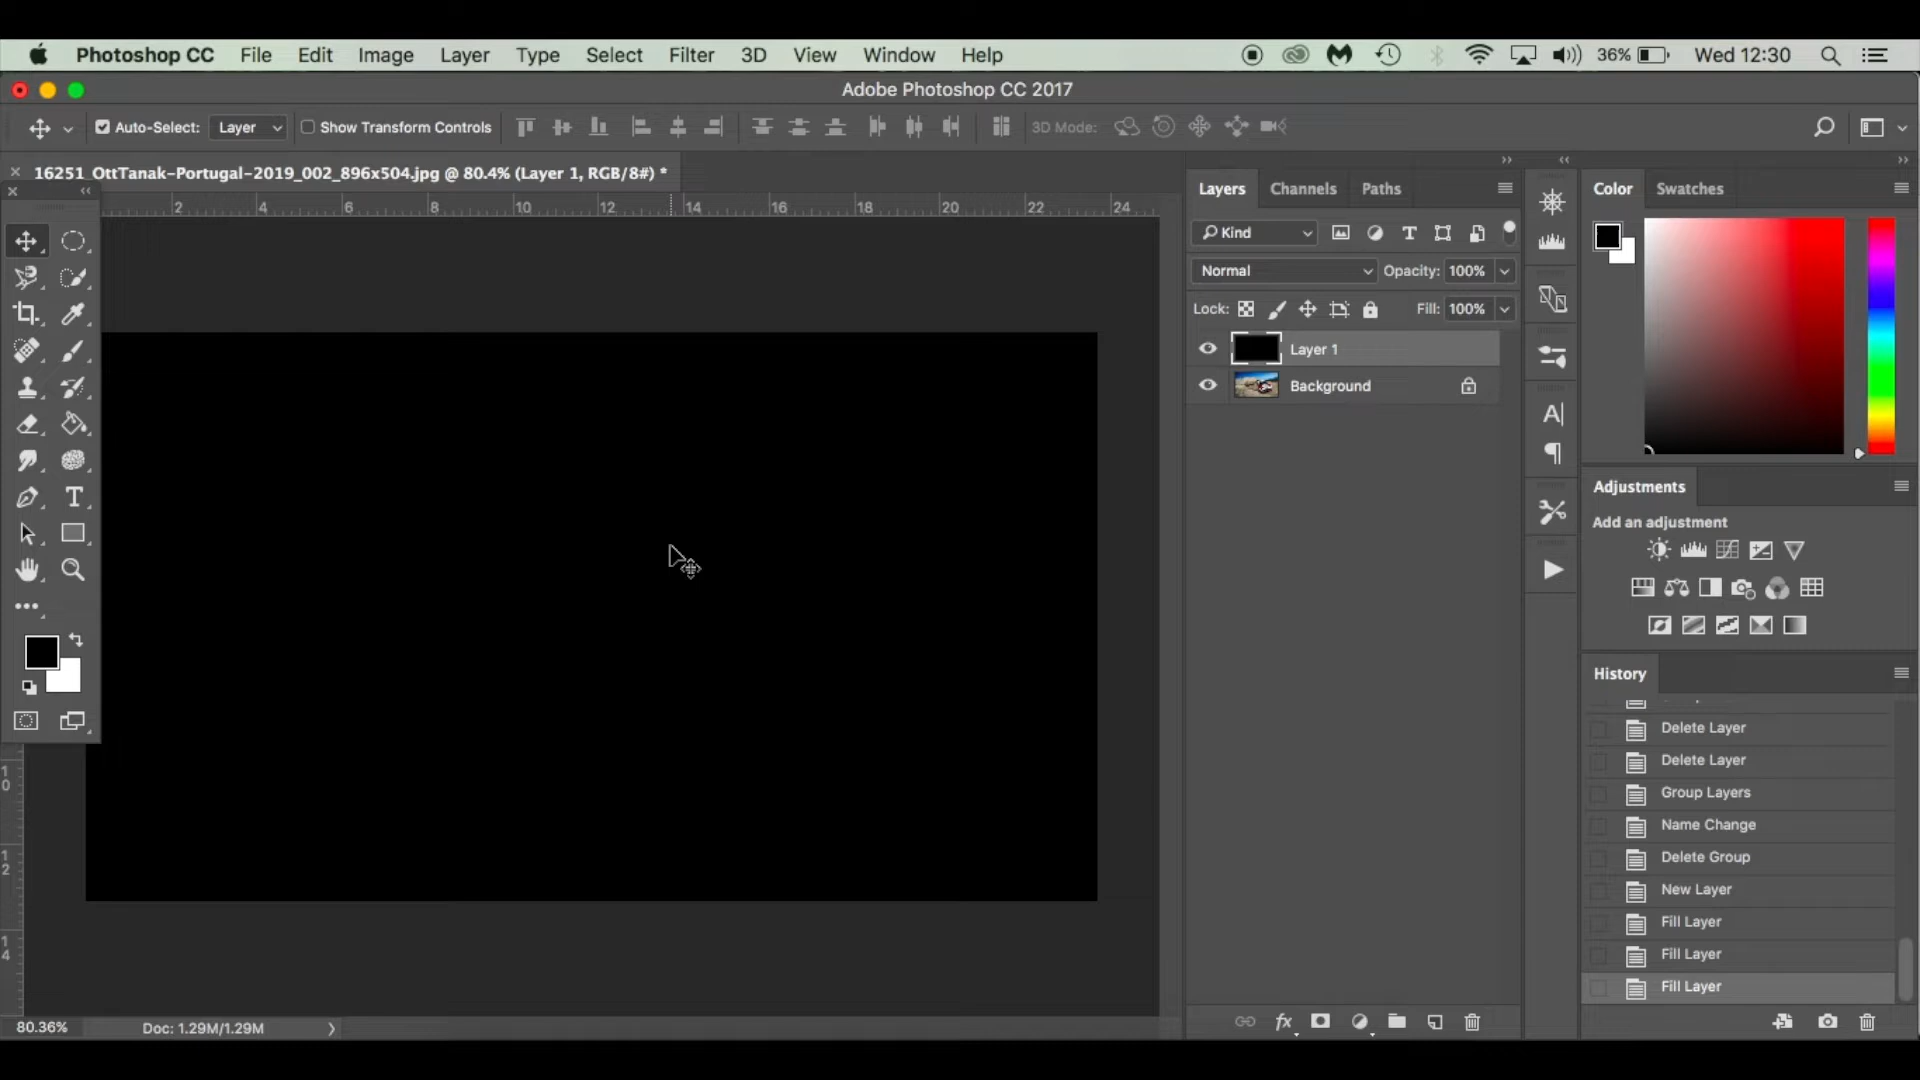 Photoshop CC File Edit Image Layer Type Select Filter 3D View Window Help 36% Wed 12:30
Adobe Photoshop CC 2017
Auto-Select: Layer Show Transform Controls 3D Mode:
16251_OttTanak-Portugal-2019_002_896x504.jpg @ 80.4% (Layer 1, RGB/8#) *
2 4 6 8 10 12 14 16 18 20 22 24
10
12
14
80.36% Doc: 1.29M/1.29M
Layers Channels Paths
Kind
Normal Opacity: 100%
Lock: Fill: 100%
Layer 1
Background
Color Swatches
Adjustments
Add an adjustment
History
Delete Layer
Delete Layer
Group Layers
Name Change
Delete Group
New Layer
Fill Layer
Fill Layer
Fill Layer